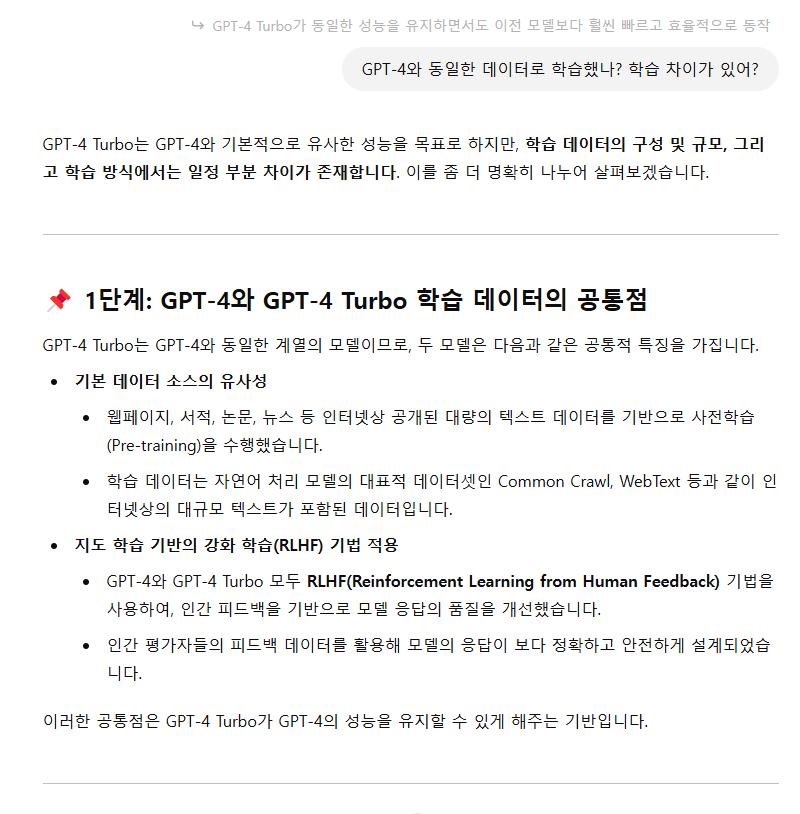 ↳ GPT-4 Turbo가 동일한 성능을 유지하면서도 이전 모델보다 훨씬 빠르고 효율적으로 동작
GPT-4와 동일한 데이터로 학습했나? 학습 차이가 있어?
GPT-4 Turbo는 GPT-4와 기본적으로 유사한 성능을 목표로 하지만, 학습 데이터의 구성 및 규모, 그리
고 학습 방식에서는 일정 부분 차이가 존재합니다. 이를 좀 더 명확히 나누어 살펴보겠습니다.
📌 1단계: GPT-4와 GPT-4 Turbo 학습 데이터의 공통점
GPT-4 Turbo는 GPT-4와 동일한 계열의 모델이므로, 두 모델은 다음과 같은 공통적 특징을 가집니다.
• 기본 데이터 소스의 유사성
• 웹페이지, 서적, 논문, 뉴스 등 인터넷상 공개된 대량의 텍스트 데이터를 기반으로 사전학습
(Pre-training)을 수행했습니다.
• 학습 데이터는 자연어 처리 모델의 대표적 데이터셋인 Common Crawl, WebText 등과 같이 인
터넷상의 대규모 텍스트가 포함된 데이터입니다.
• 지도 학습 기반의 강화 학습(RLHF) 기법 적용
• GPT-4와 GPT-4 Turbo 모두 RLHF(Reinforcement Learning from Human Feedback) 기법을
사용하여, 인간 피드백을 기반으로 모델 응답의 품질을 개선했습니다.
• 인간 평가자들의 피드백 데이터를 활용해 모델의 응답이 보다 정확하고 안전하게 설계되었습
니다.
이러한 공통점은 GPT-4 Turbo가 GPT-4의 성능을 유지할 수 있게 해주는 기반입니다.